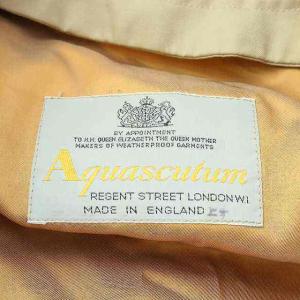 BY APPOINTMENT
TO H.M. QUEEN ELIZABETH THE QUEEN MOTHER
MAKERS OF WEATHERPROOF GARMENTS
Aquascutum
REGENT STREET LONDON W.1
MADE IN ENGLAND